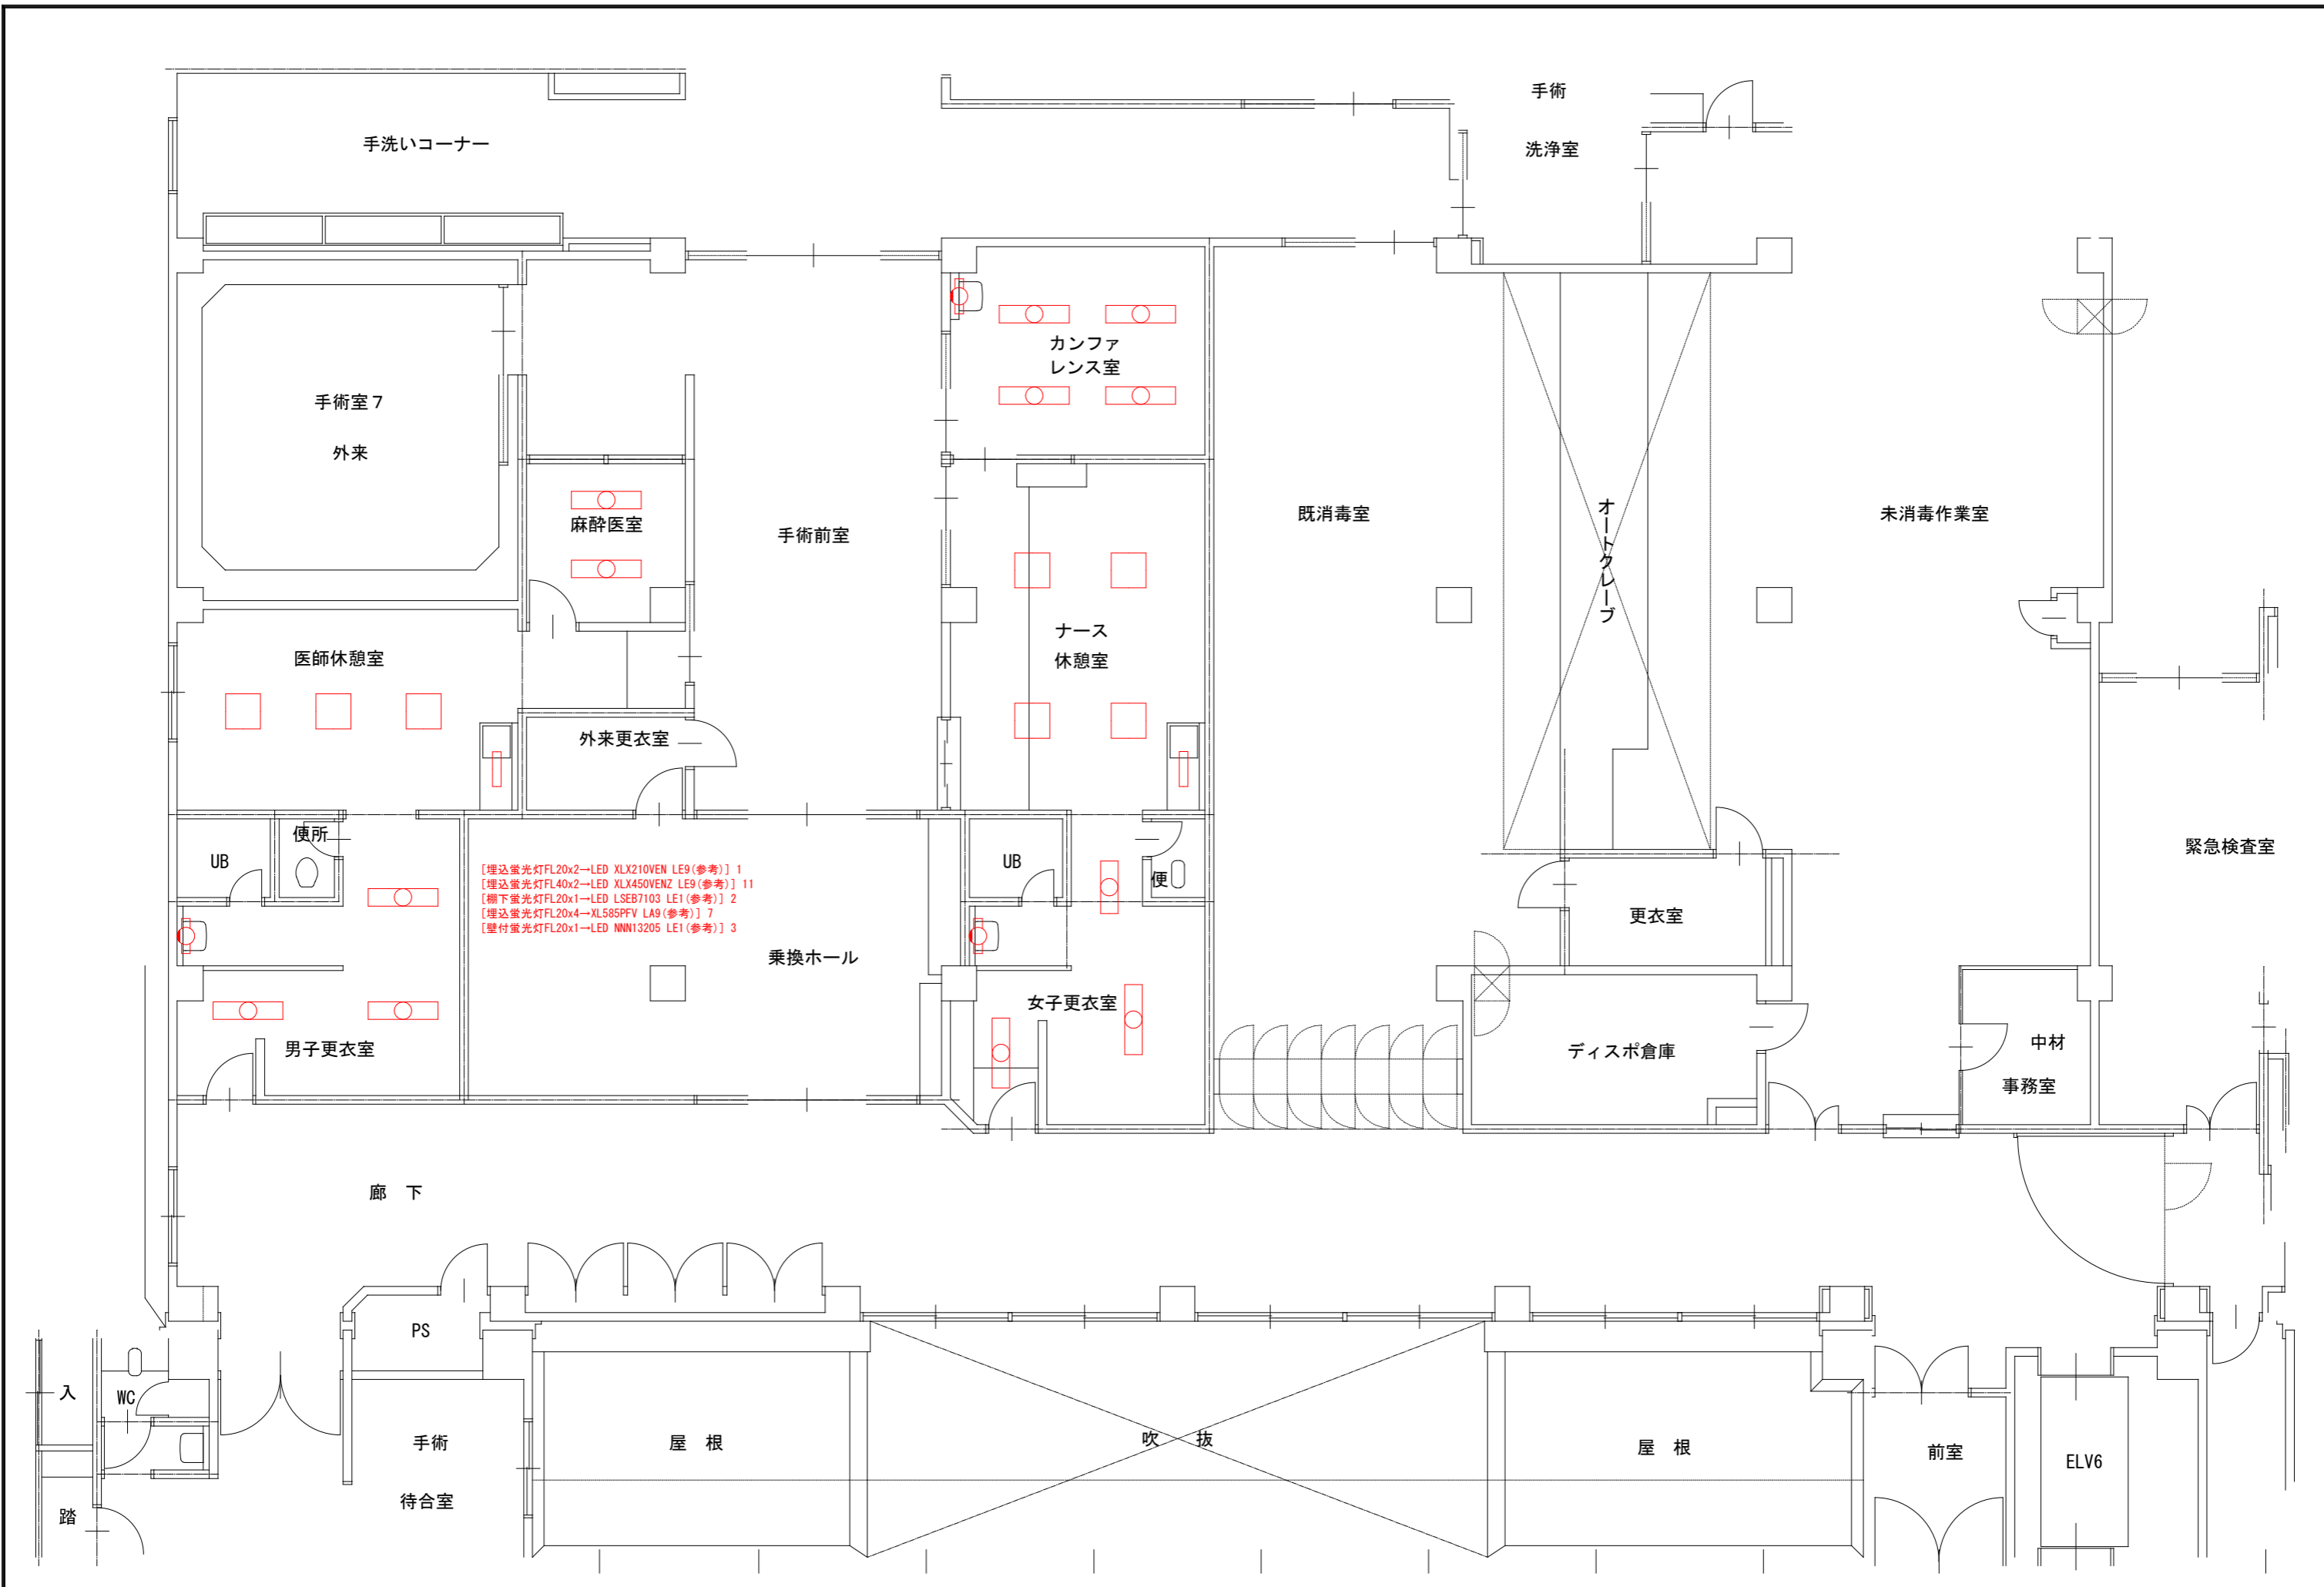 手術
手洗いコーナー
洗浄室
カンファ
レンス室
手術室７
外来
既消毒室
オートクレーブ
未消毒作業室
麻酔医室
手術前室
ナース
休憩室
医師休憩室
外来更衣室
便所
UB
UB
便
緊急検査室
[埋込蛍光灯FL20x2→LED XLX210VEN LE9(参考)] 1
[埋込蛍光灯FL40x2→LED XLX450VENZ LE9(参考)] 11
[棚下蛍光灯FL20x1→LED LSEB7103 LE1(参考)] 2
[埋込蛍光灯FL20x4→XL585PFV LA9(参考)] 7
[壁付蛍光灯FL20x1→LED NNN13205 LE1(参考)] 3
更衣室
乗換ホール
女子更衣室
男子更衣室
ディスポ倉庫
中材
事務室
廊　下
PS
入
WC
手術
待合室
屋　根
吹　抜
屋　根
前室
ELV6
踏